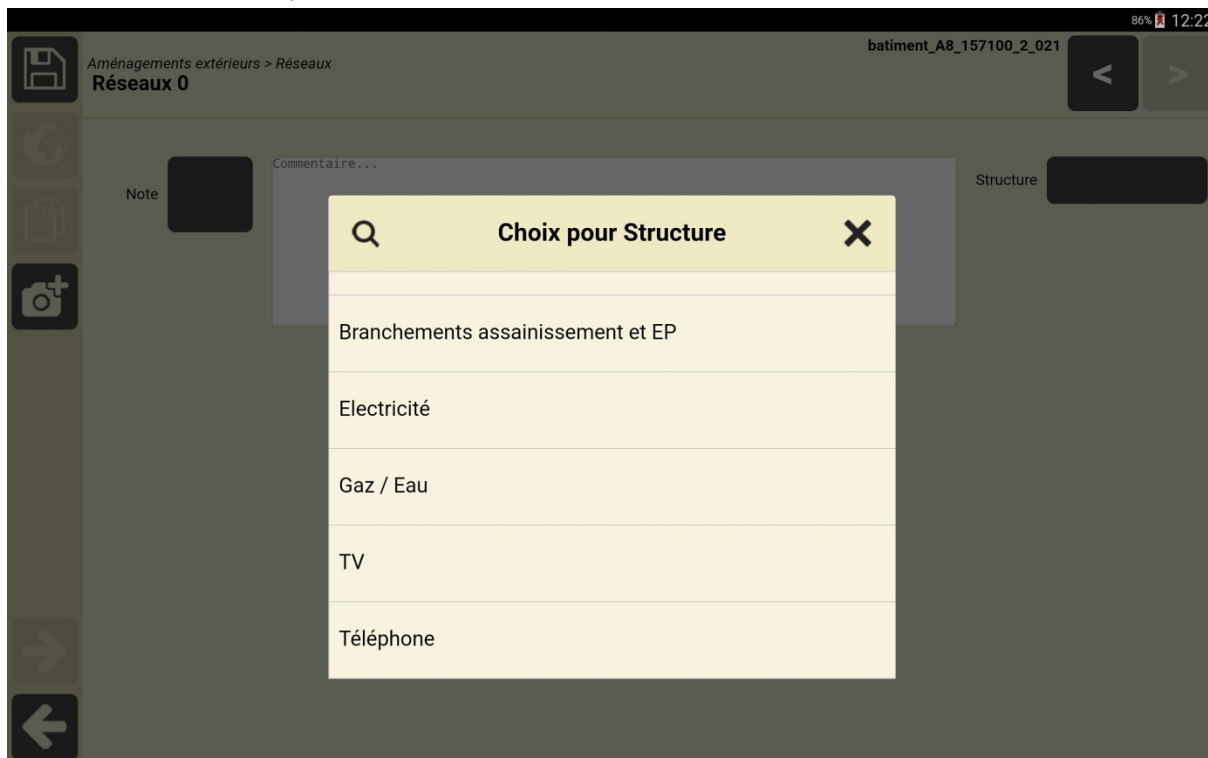 86% 12:22
Aménagements extérieurs > Réseaux
Réseaux 0
batiment_A8_157100_2_021
<
>
Note
Commentaire...
Structure
Choix pour Structure
Branchements assainissement et EP
Electricité
Gaz / Eau
TV
Téléphone